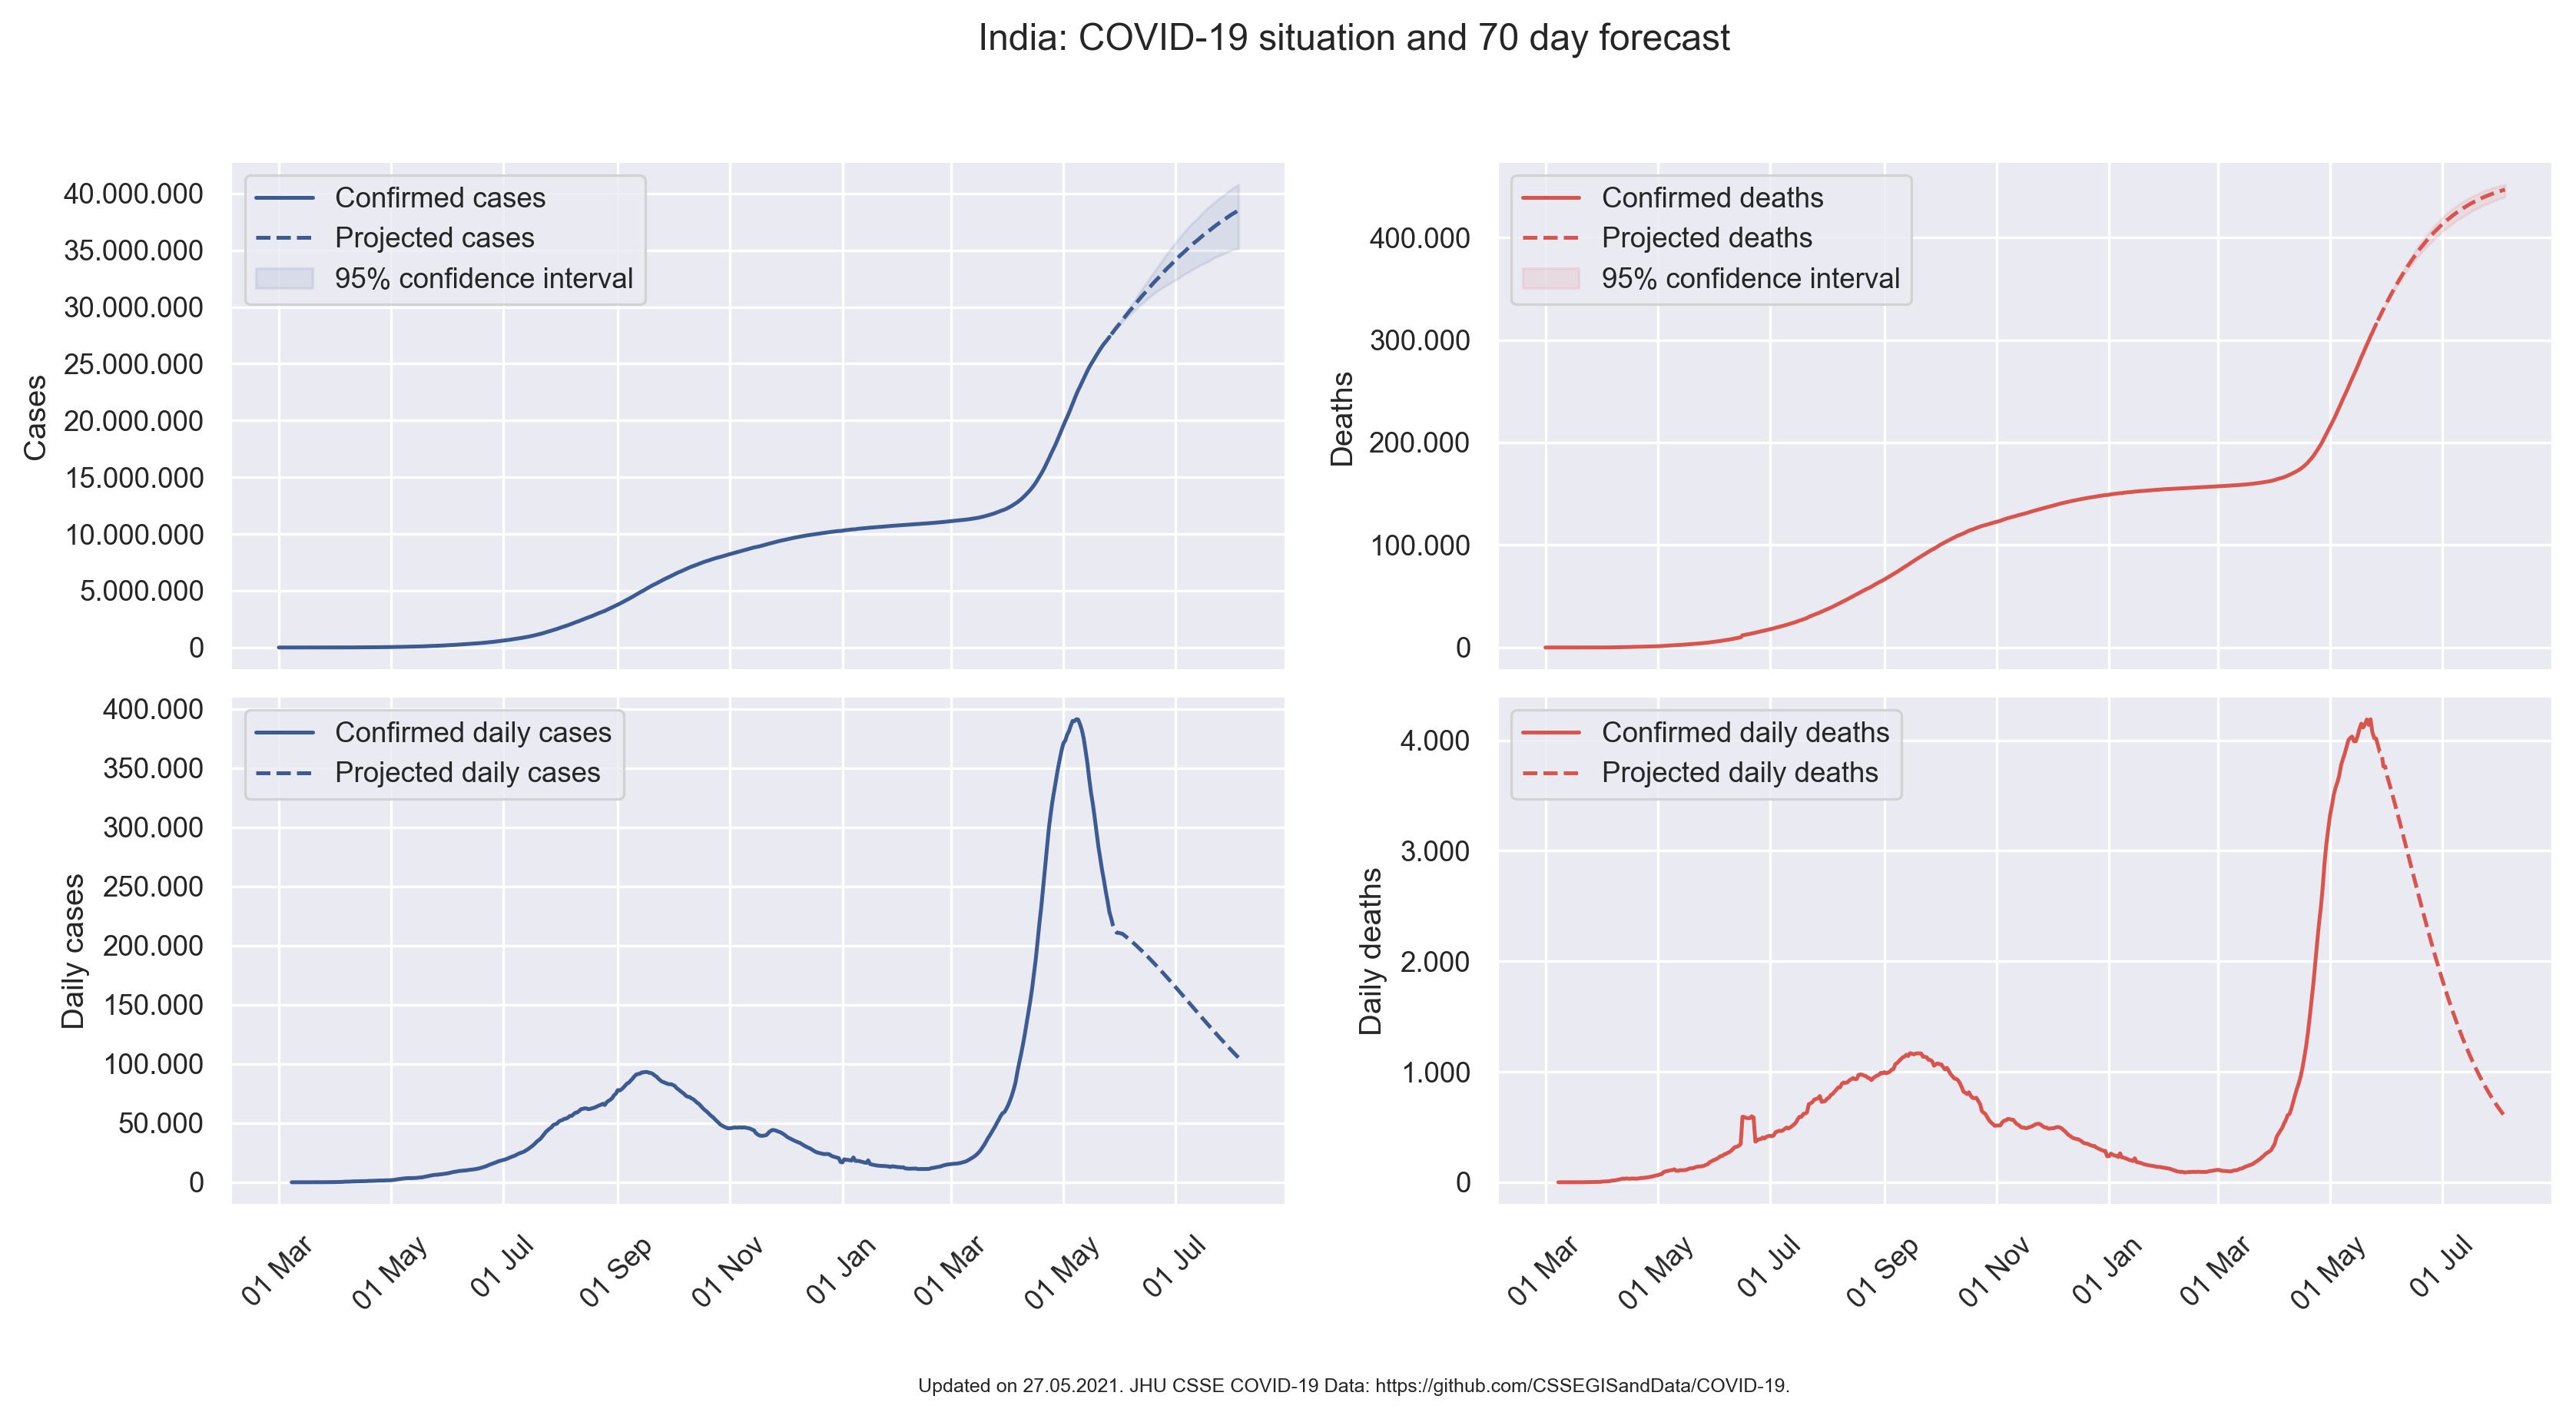 India: COVID-19 situation and 70 day forecast
Cases
40.000.000
35.000.000
30.000.000
25.000.000
20.000.000
15.000.000
10.000.000
5.000.000
0
Confirmed cases
Projected cases
95% confidence interval
Deaths
400.000
300.000
200.000
100.000
0
Confirmed deaths
Projected deaths
95% confidence interval
Daily cases
400.000
350.000
300.000
250.000
200.000
150.000
100.000
50.000
0
Confirmed daily cases
Projected daily cases
01 Mar
01 May
01 Jul
01 Sep
01 Nov
01 Jan
01 Mar
01 May
01 Jul
Daily deaths
4.000
3.000
2.000
1.000
0
Confirmed daily deaths
Projected daily deaths
01 Mar
01 May
01 Jul
01 Sep
01 Nov
01 Jan
01 Mar
01 May
01 Jul
Updated on 27.05.2021. JHU CSSE COVID-19 Data: https://github.com/CSSEGISandData/COVID-19.